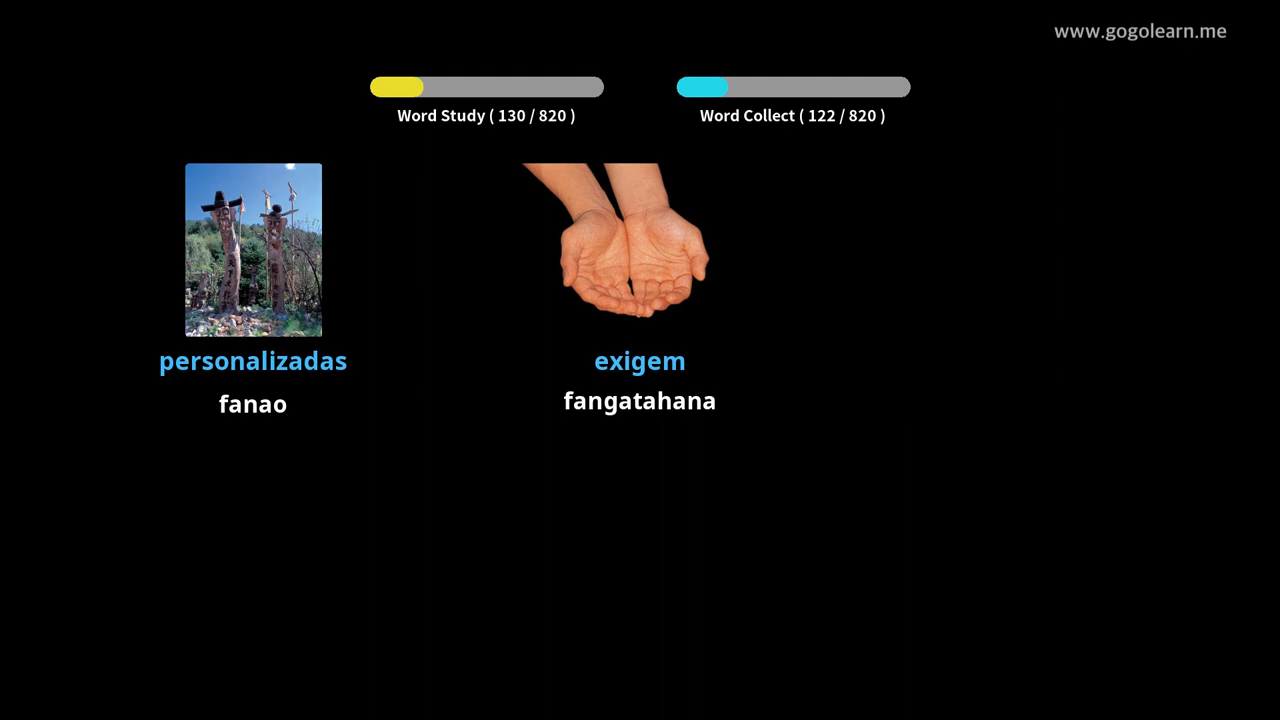 www.gogolearn.me
Word Study ( 130 / 820 )
Word Collect ( 122 / 820 )
personalizadas
exigem
fanao
fangatahana